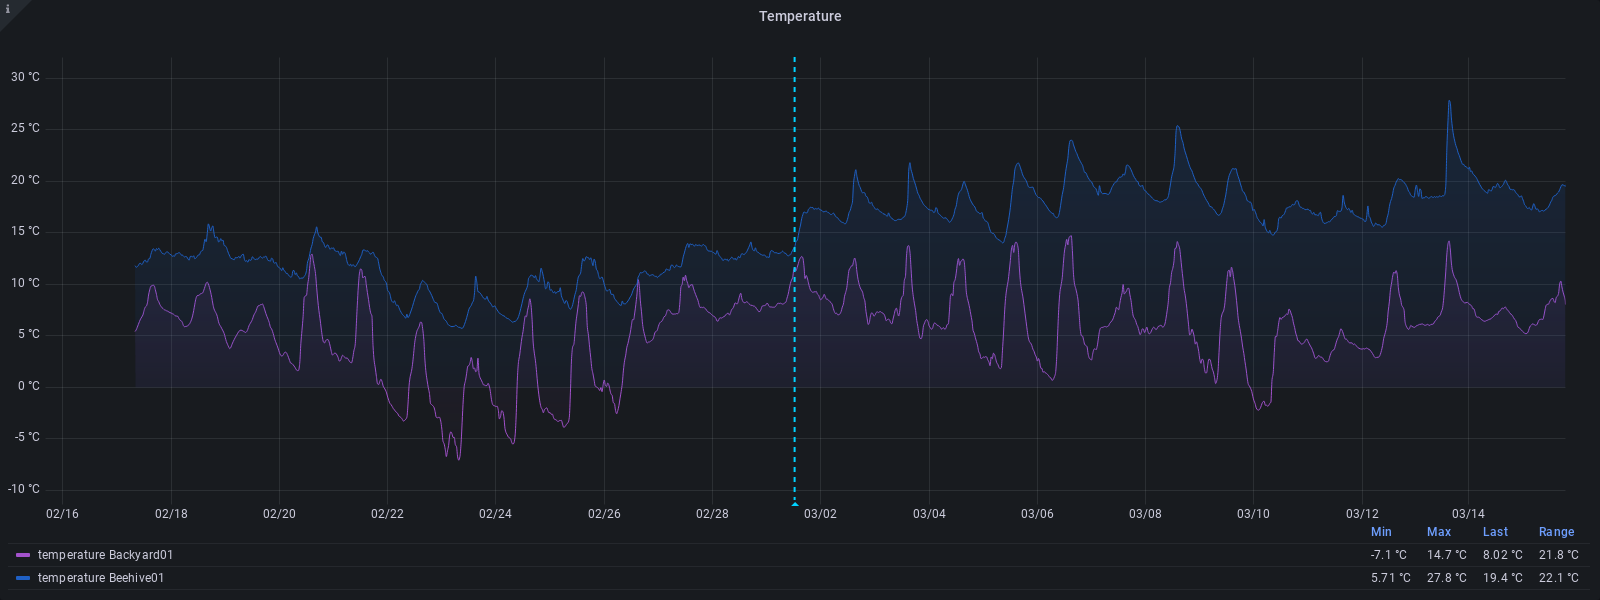 i
Temperature
30 °C
25 °C
20 °C
15 °C
10 °C
5 °C
0 °C
-5 °C
-10 °C
02/16 02/18 02/20 02/22 02/24 02/26 02/28 03/02 03/04 03/06 03/08 03/10 03/12 03/14
Min Max Last Range
temperature Backyard01 -7.1 °C 14.7 °C 8.02 °C 21.8 °C
temperature Beehive01 5.71 °C 27.8 °C 19.4 °C 22.1 °C